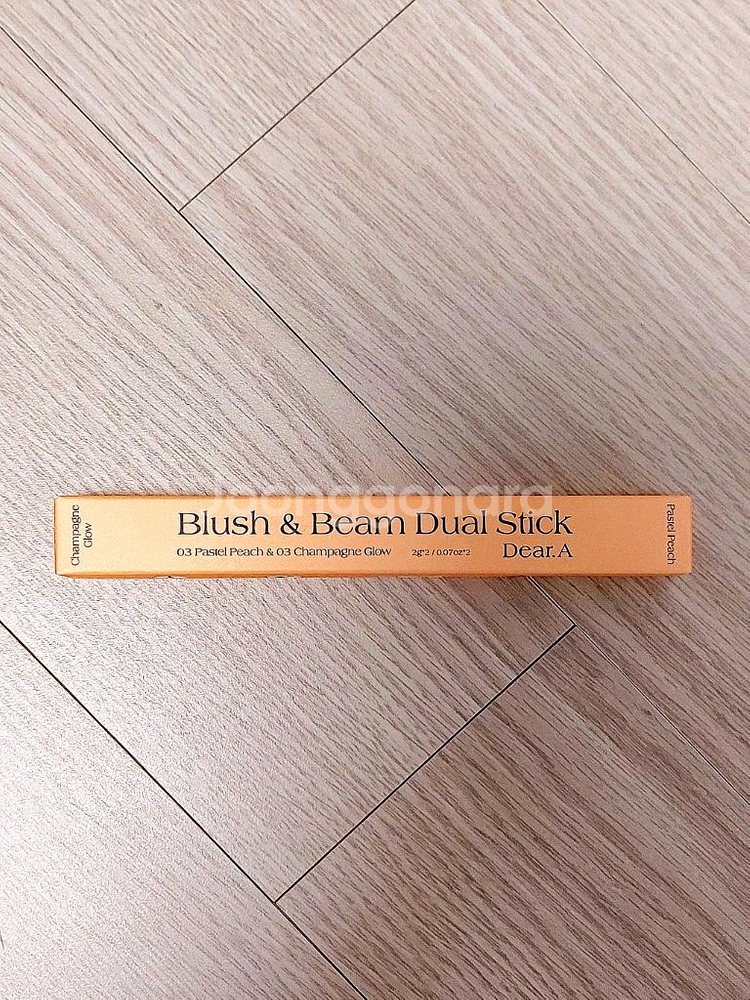 Joonggonara
Champagne
Glow
Blush & Beam Dual Stick
03 Pastel Peach & 03 Champagne Glow 2g*2 / 0.07oz*2 Dear.A
Pastel Peach